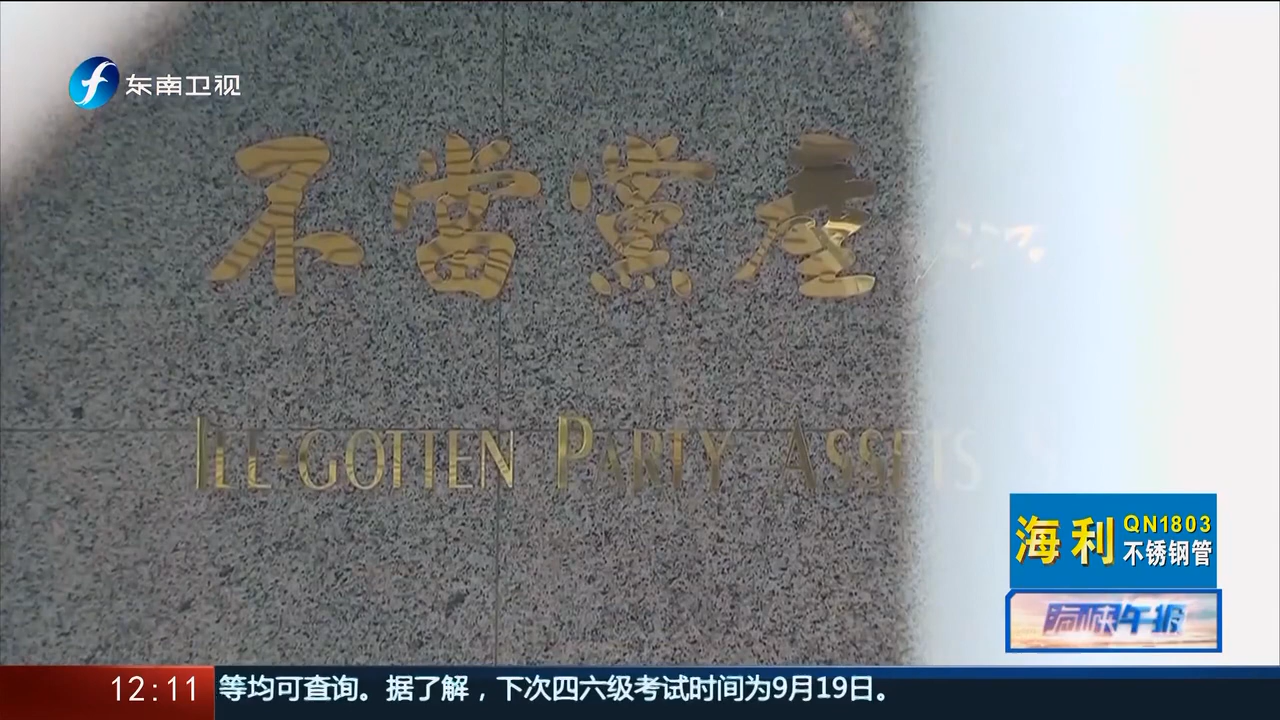 东南卫视
不當黨產
ILL-GOTTEN PARTY ASSETS
海利
QN1803
不锈钢管
午报
12:11
等均可查询。据了解，下次四六级考试时间为9月19日。